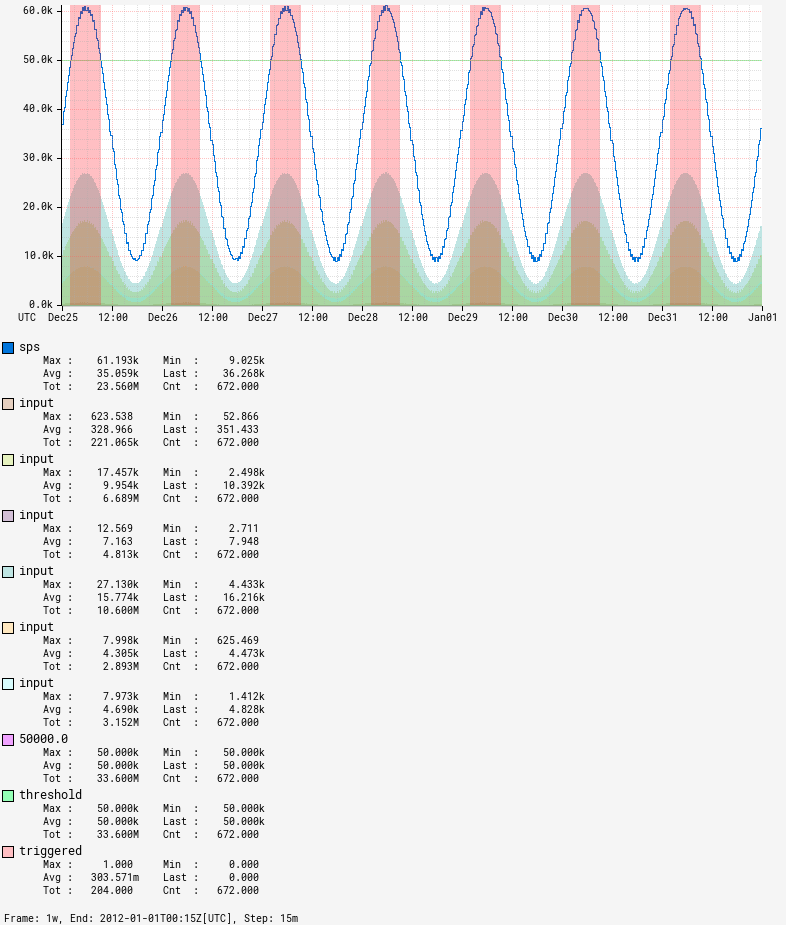 60.0k
50.0k
40.0k
30.0k
20.0k
10.0k
0.0k
UTC Dec25 12:00 Dec26 12:00 Dec27 12:00 Dec28 12:00 Dec29 12:00 Dec30 12:00 Dec31 12:00 Jan01
sps
Max : 61.193k Min : 9.025k
Avg : 35.059k Last : 36.268k
Tot : 23.560M Cnt : 672.000
input
Max : 623.538 Min : 52.866
Avg : 328.966 Last : 351.433
Tot : 221.065k Cnt : 672.000
input
Max : 17.457k Min : 2.498k
Avg : 9.954k Last : 10.392k
Tot : 6.689M Cnt : 672.000
input
Max : 12.569 Min : 2.711
Avg : 7.163 Last : 7.948
Tot : 4.813k Cnt : 672.000
input
Max : 27.130k Min : 4.433k
Avg : 15.774k Last : 16.216k
Tot : 10.600M Cnt : 672.000
input
Max : 7.998k Min : 625.469
Avg : 4.305k Last : 4.473k
Tot : 2.893M Cnt : 672.000
input
Max : 7.973k Min : 1.412k
Avg : 4.690k Last : 4.828k
Tot : 3.152M Cnt : 672.000
50000.0
Max : 50.000k Min : 50.000k
Avg : 50.000k Last : 50.000k
Tot : 33.600M Cnt : 672.000
threshold
Max : 50.000k Min : 50.000k
Avg : 50.000k Last : 50.000k
Tot : 33.600M Cnt : 672.000
triggered
Max : 1.000 Min : 0.000
Avg : 303.571m Last : 0.000
Tot : 204.000 Cnt : 672.000
Frame: 1w, End: 2012-01-01T00:15Z[UTC], Step: 15m